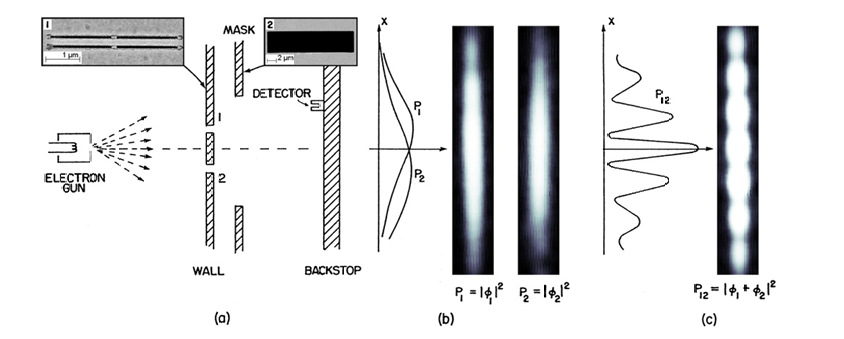 1
1 μm
MASK
2
2 μm
DETECTOR
1
2
ELECTRON
GUN
WALL
BACKSTOP
(a)
x
P₁
P₂
P₁ = |ϕ₁|²
P₂ = |ϕ₂|²
(b)
x
P₁₂
P₁₂ = |ϕ₁ + ϕ₂|²
(c)